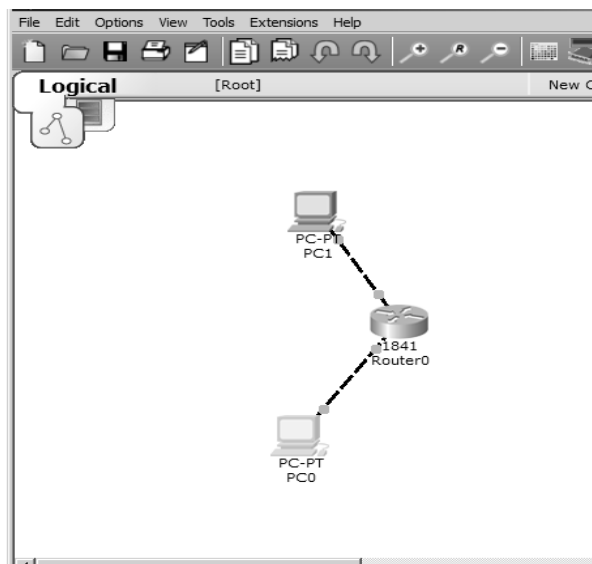 File Edit Options View Tools Extensions Help
Logical [Root] New
PC-PT
PC1
1841
Router0
PC-PT
PC0